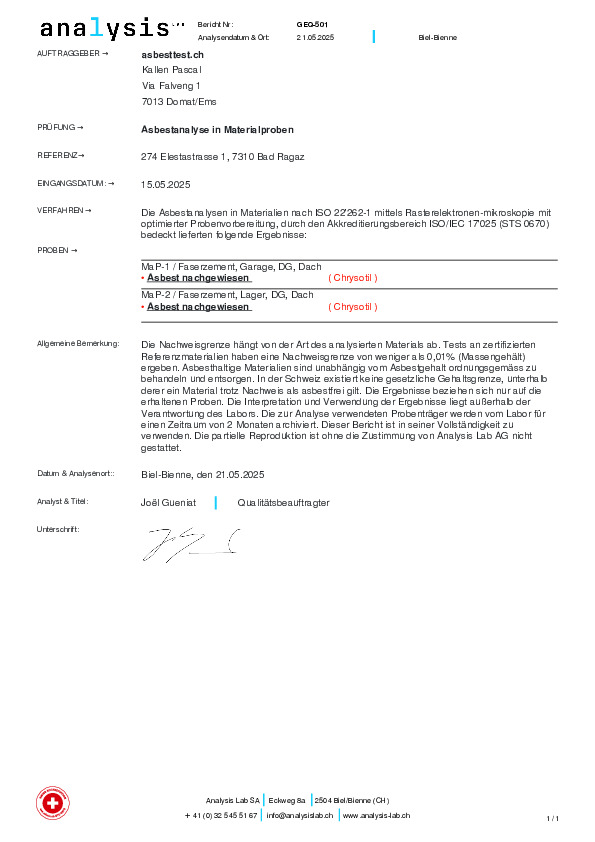 analysis
Bericht Nr: GEQ-501
Analysendatum & Ort: 21.05.2025 Biel-Bienne
AUFTRAGGEBER → asbesttest.ch
Kallen Pascal
Via Falveng 1
7013 Domat/Ems
PRÜFUNG → Asbestanalyse in Materialproben
REFERENZ→ 274 Elestastrasse 1, 7310 Bad Ragaz
EINGANGSDATUM: → 15.05.2025
VERFAHREN → Die Asbestanalysen in Materialien nach ISO 22'262-1 mittels Rasterelektronen-mikroskopie mit
optimierter Probenvorbereitung, durch den Akkreditierungsbereich ISO/IEC 17025 (STS 0670)
bedeckt lieferten folgende Ergebnisse:
PROBEN →
MaP-1 / Faserzement, Garage, DG, Dach
• Asbest nachgewiesen ( Chrysotil )
MaP-2 / Faserzement, Lager, DG, Dach
• Asbest nachgewiesen ( Chrysotil )
Allgemeine Bemerkung: Die Nachweisgrenze hängt von der Art des analysierten Materials ab. Tests an zertifizierten
Referenzmaterialien haben eine Nachweisgrenze von weniger als 0,01% (Massengehält)
ergeben. Asbesthaltige Materialien sind unabhängig vom Asbestgehalt ordnungsgemäss zu
behandeln und entsorgen. In der Schweiz existiert keine gesetzliche Gehaltsgrenze, unterhalb
derer ein Material trotz Nachweis als asbestfrei gilt. Die Ergebnisse beziehen sich nur auf die
erhaltenen Proben. Die Interpretation und Verwendung der Ergebnisse liegt außerhalb der
Verantwortung des Labors. Die zur Analyse verwendeten Probenträger werden vom Labor für
einen Zeitraum von 2 Monaten archiviert. Dieser Bericht ist in seiner Vollständigkeit zu
verwenden. Die partielle Reproduktion ist ohne die Zustimmung von Analysis Lab AG nicht
gestattet.
Datum & Analysenort:: Biel-Bienne, den 21.05.2025
Analyst & Titel: Joël Gueniat Qualitätsbeauftragter
Unterschrift:
Analysis Lab SA Eckweg 8a 2504 Biel/Bienne (CH)
+ 41 (0) 32 545 51 67 info@analysislab.ch www.analysis-lab.ch
1 / 1